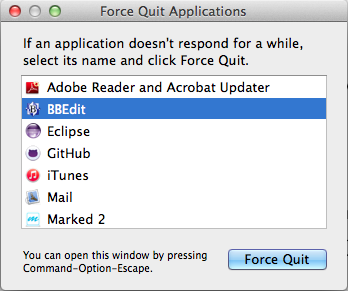 Force Quit Applications
If an application doesn't respond for a while,
select its name and click Force Quit.
Adobe Reader and Acrobat Updater
BBEdit
Eclipse
GitHub
iTunes
Mail
Marked 2
You can open this window by pressing
Command-Option-Escape.
Force Quit